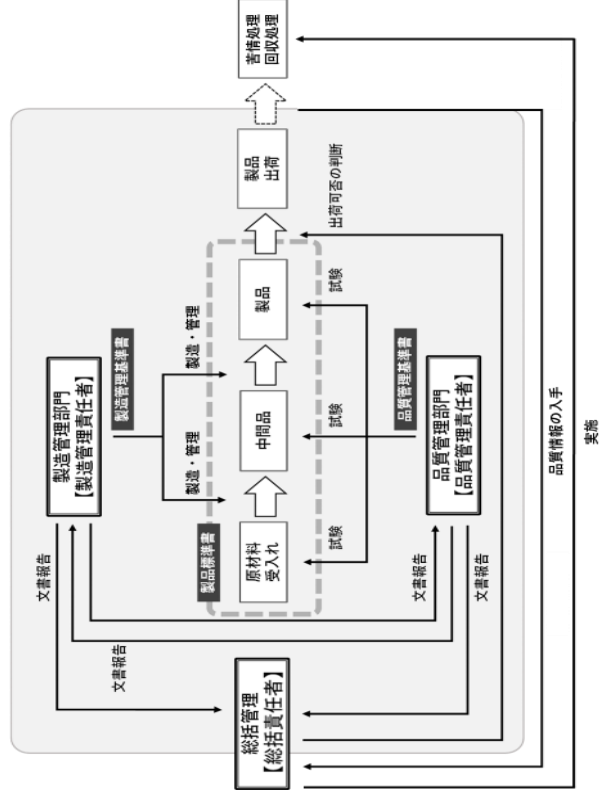 総括管理
【総括責任者】
文書報告
文書報告
製造管理部門
【製造管理責任者】
製造管理基準書
製造・管理
製造・管理
製品標準書
原材料
受入れ
中間品
製品
製品
出荷
苦情処理
回収処理
試験
試験
試験
出荷可否の判断
品質管理基準書
品質管理部門
【品質管理責任者】
文書報告
文書報告
品質情報の入手
実施